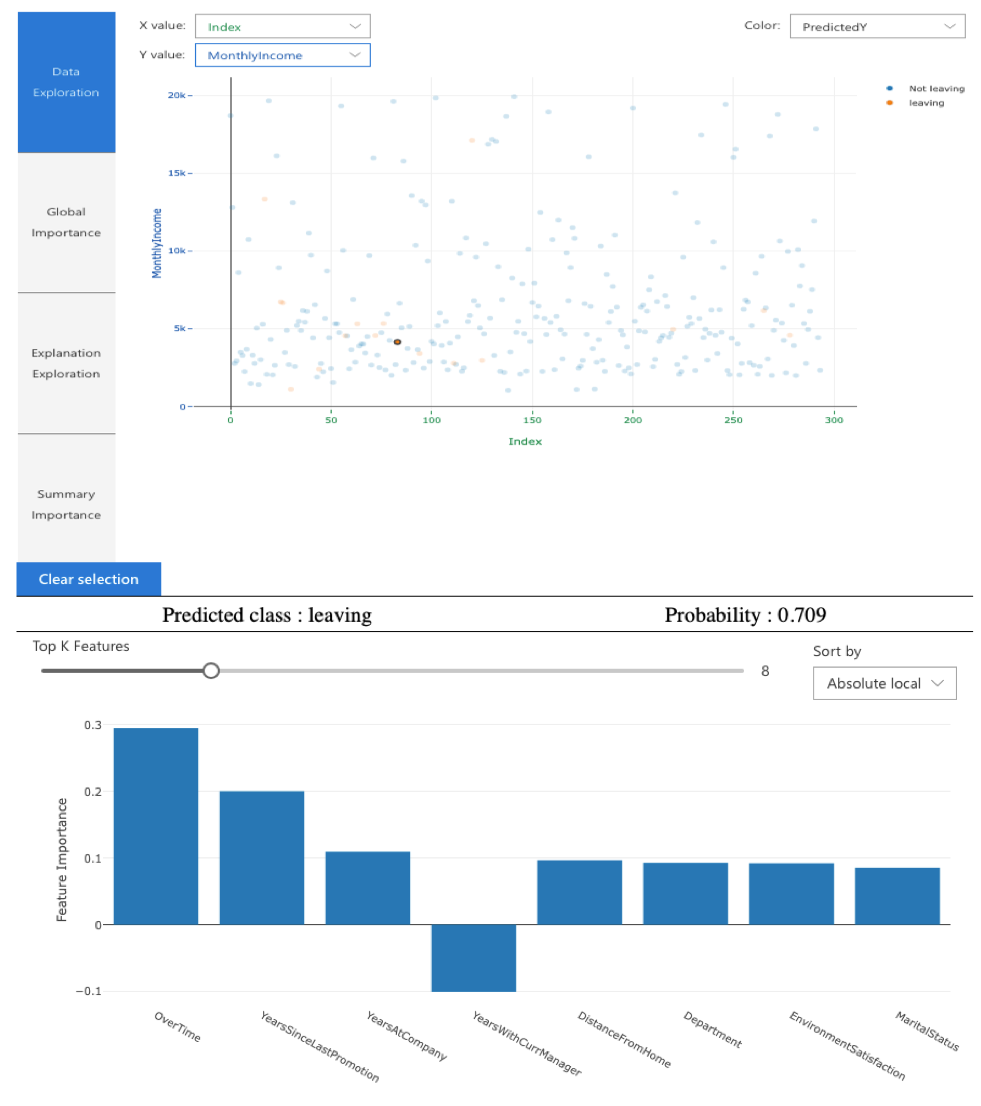 X value: Index
Color: PredictedY
Y value: MonthlyIncome
Data
Exploration
Global
Importance
Explanation
Exploration
Summary
Importance
Not leaving
leaving
20k
15k
10k
5k
0
MonthlyIncome
0 50 100 150 200 250 300
Index
Clear selection
Predicted class : leaving Probability : 0.709
Top K Features
8
Sort by
Absolute local
0.3
0.2
0.1
0
−0.1
Feature Importance
OverTime
YearsSinceLastPromotion
YearsAtCompany
YearsWithCurrManager
DistanceFromHome
Department
EnvironmentSatisfaction
MaritalStatus